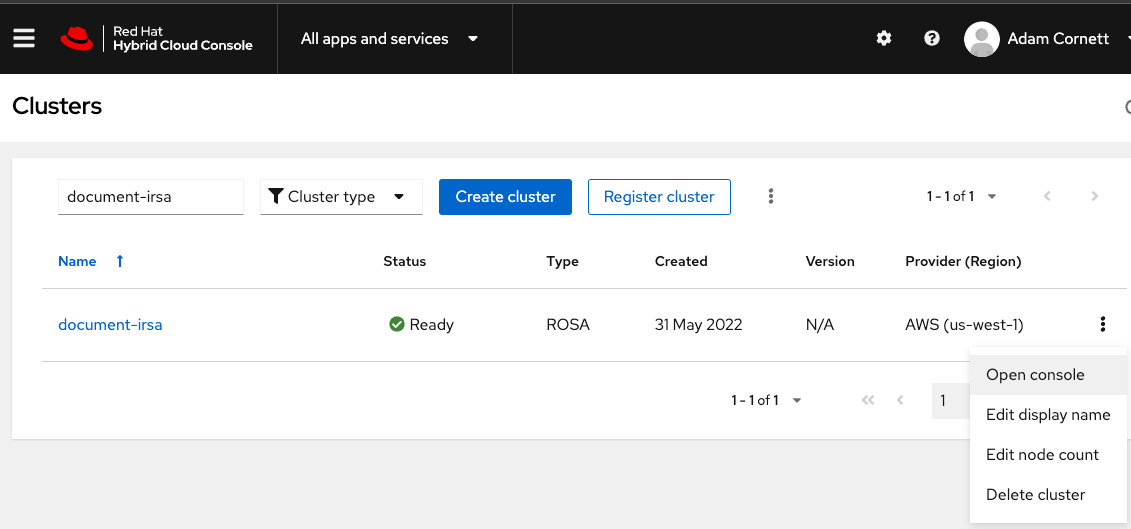 Red Hat
Hybrid Cloud Console
All apps and services
Adam Cornett
Clusters
document-irsa
Cluster type
Create cluster
Register cluster
1 - 1 of 1
Name
Status
Type
Created
Version
Provider (Region)
document-irsa
Ready
ROSA
31 May 2022
N/A
AWS (us-west-1)
Open console
Edit display name
Edit node count
Delete cluster
1 - 1 of 1
1